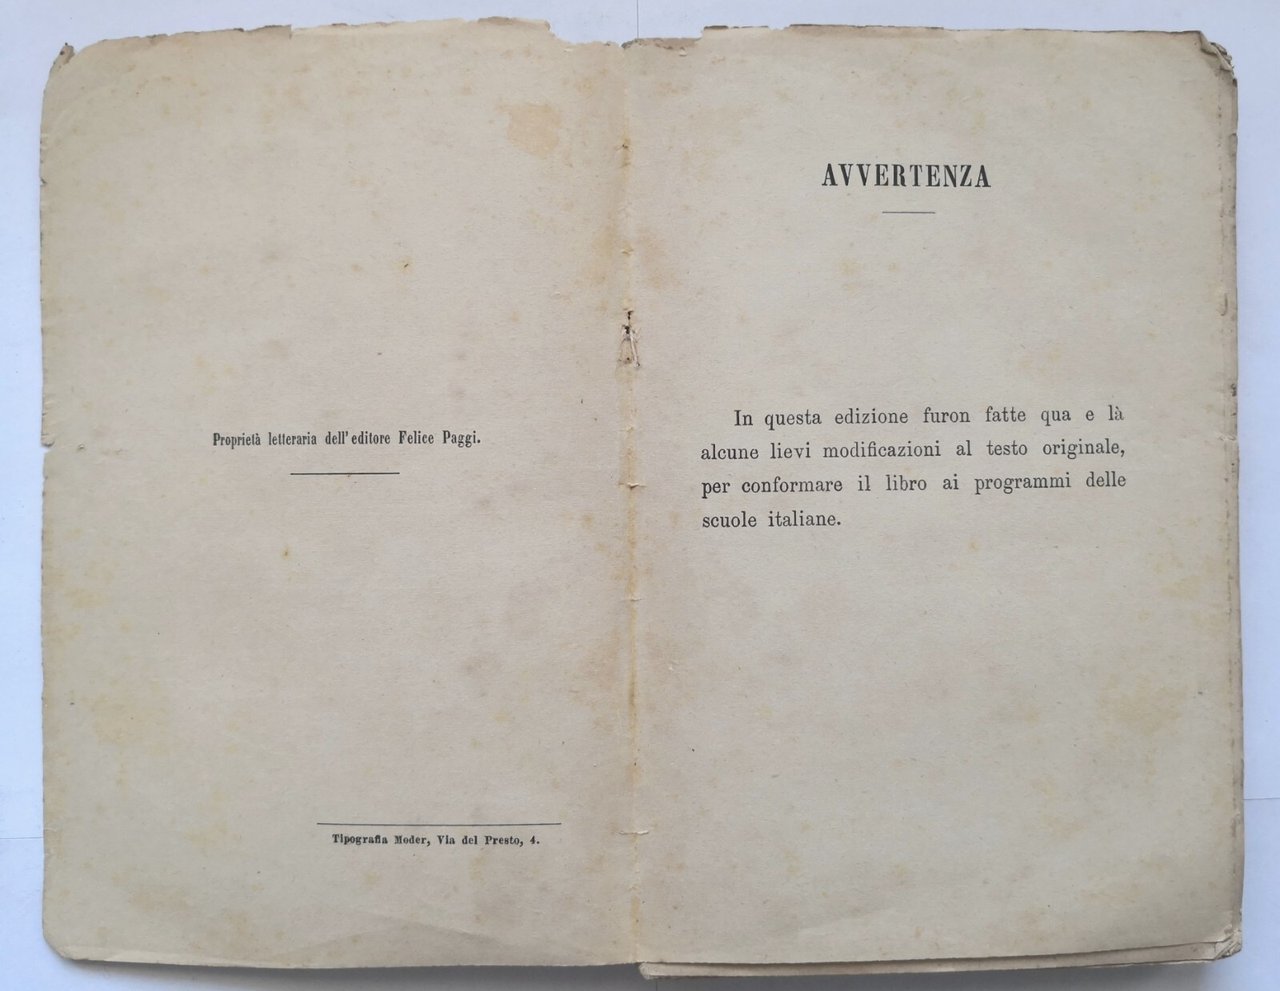 Proprietà letteraria dell'editore Felice Paggi.
Tipografia Moder, Via del Presto, 4.
AVVERTENZA
In questa edizione furon fatte qua e là
alcune lievi modificazioni al testo originale,
per conformare il libro ai programmi delle
scuole italiane.